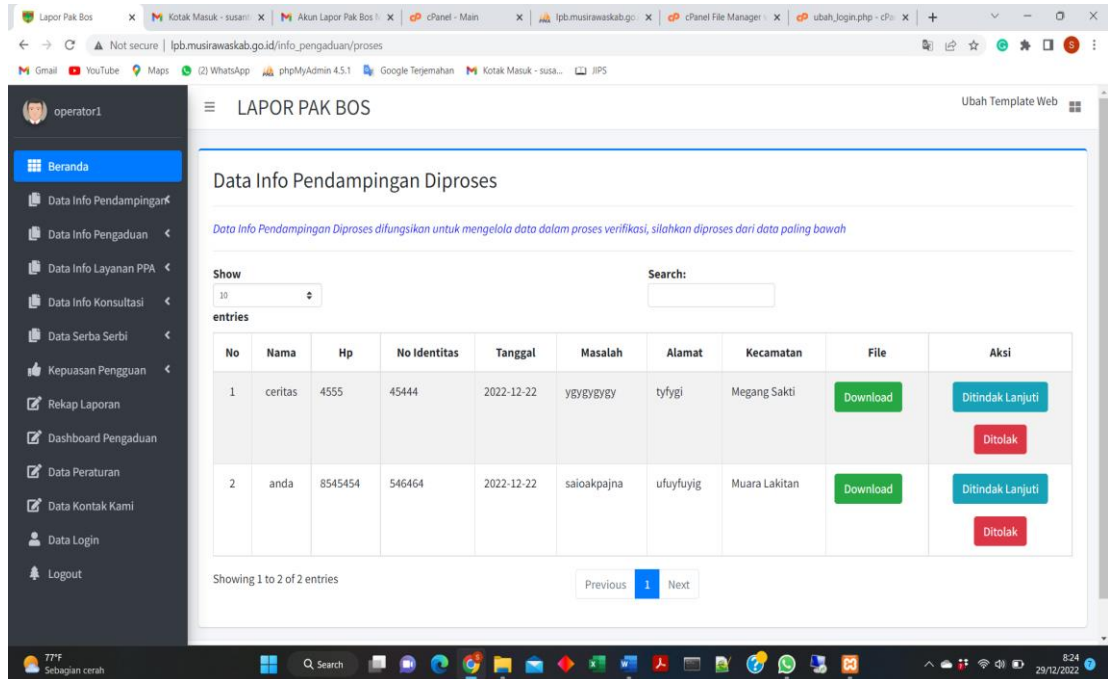 Lapor Pak Bos
Kotak Masuk - susant
Akun Lapor Pak Bos
cPanel - Main
lpb.musirawaskab.go.
cPanel File Manager
ubah_login.php - cPa
Not secure | lpb.musirawaskab.go.id/info_pengaduan/proses
Gmail
YouTube
Maps
(2) WhatsApp
phpMyAdmin 4.5.1
Google Terjemahan
Kotak Masuk - susa...
JIPS
operator1
LAPOR PAK BOS
Ubah Template Web
Beranda
Data Info Pendampingan
Data Info Pengaduan
Data Info Layanan PPA
Data Info Konsultasi
Data Serba Serbi
Kepuasan Pengguan
Rekap Laporan
Dashboard Pengaduan
Data Peraturan
Data Kontak Kami
Data Login
Logout
Data Info Pendampingan Diproses
Data Info Pendampingan Diproses difungsikan untuk mengelola data dalam proses verifikasi, silahkan diproses dari data paling bawah
Show
10
entries
Search:
No Nama Hp No Identitas Tanggal Masalah Alamat Kecamatan File Aksi
1 ceritas 4555 45444 2022-12-22 ygygygygy tyfygi Megang Sakti Download Ditindak Lanjuti
Ditolak
2 anda 8545454 546464 2022-12-22 saioakpajna ufuyfuyig Muara Lakitan Download Ditindak Lanjuti
Ditolak
Showing 1 to 2 of 2 entries
Previous 1 Next
77°F
Sebagian cerah
Search
8:24
29/12/2022